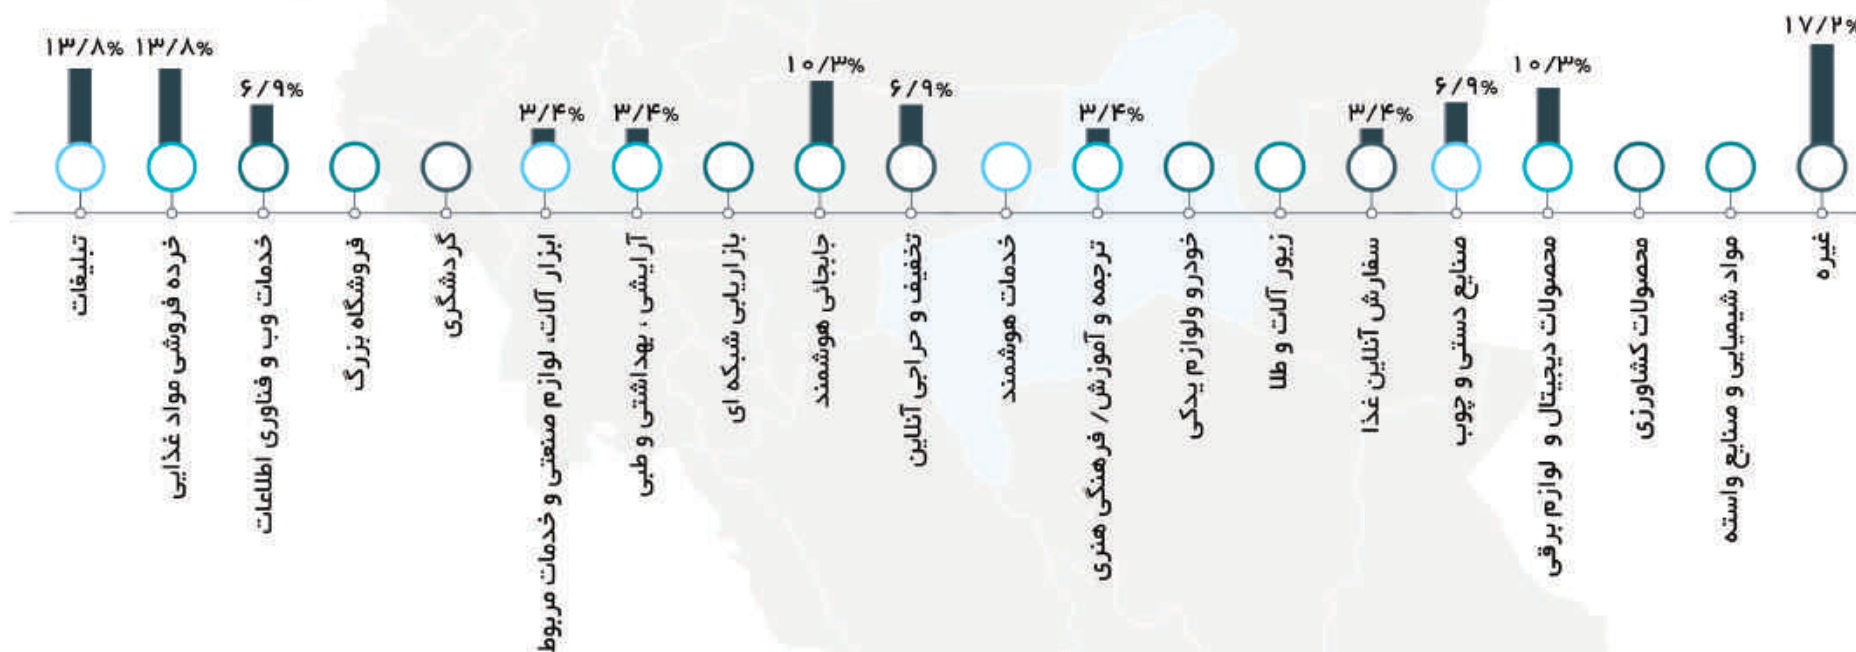 ۱۳/۸%
۱۳/۸%
۶/۹%
۳/۴%
۳/۴%
۱۰/۳%
۶/۹%
۳/۴%
۳/۴%
۶/۹%
۱۰/۳%
۱۷/۲%
تبلیغات
خرده فروشی مواد غذایی
خدمات وب و فناوری اطلاعات
فروشگاه بزرگ
گردشگری
ابزار آلات، لوازم صنعتی و خدمات مربوط
آرایشی ، بهداشتی و طبی
بازاریابی شبکه ای
جابجائی هوشمند
تخفیف و حراجی آنلاین
خدمات هوشمند
ترجمه و آموزش/ فرهنگی هنری
خودرو ولوازم یدکی
زیور آلات و طلا
سفارش آنلاین غذا
صنایع دستی و چوب
محصولات دیجیتال و لوازم برقی
محصولات کشاورزی
مواد شیمیایی و صنایع واسته
غیره